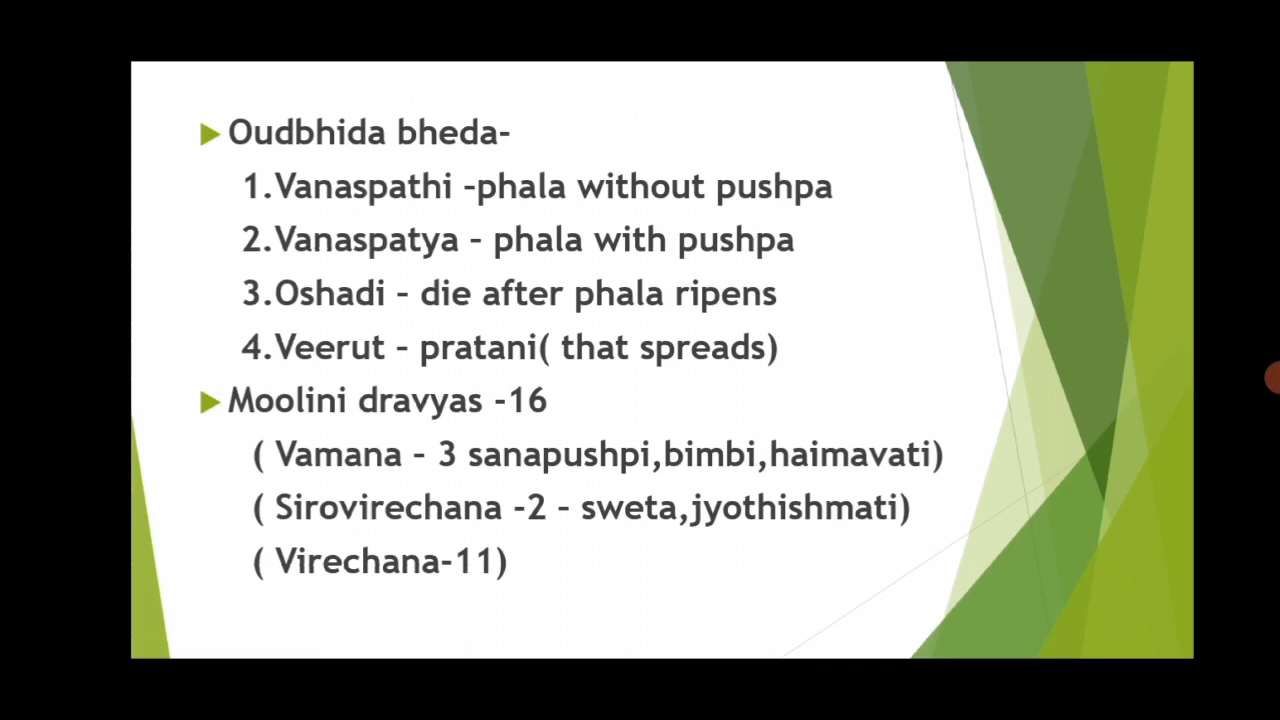 Oudbhida bheda-
1.Vanaspathi –phala without pushpa
2.Vanaspatya – phala with pushpa
3.Oshadi – die after phala ripens
4.Veerut – pratani( that spreads)
Moolini dravyas -16
( Vamana – 3 sanapushpi,bimbi,haimavati)
( Sirovirechana -2 – sweta,jyothishmati)
( Virechana-11)